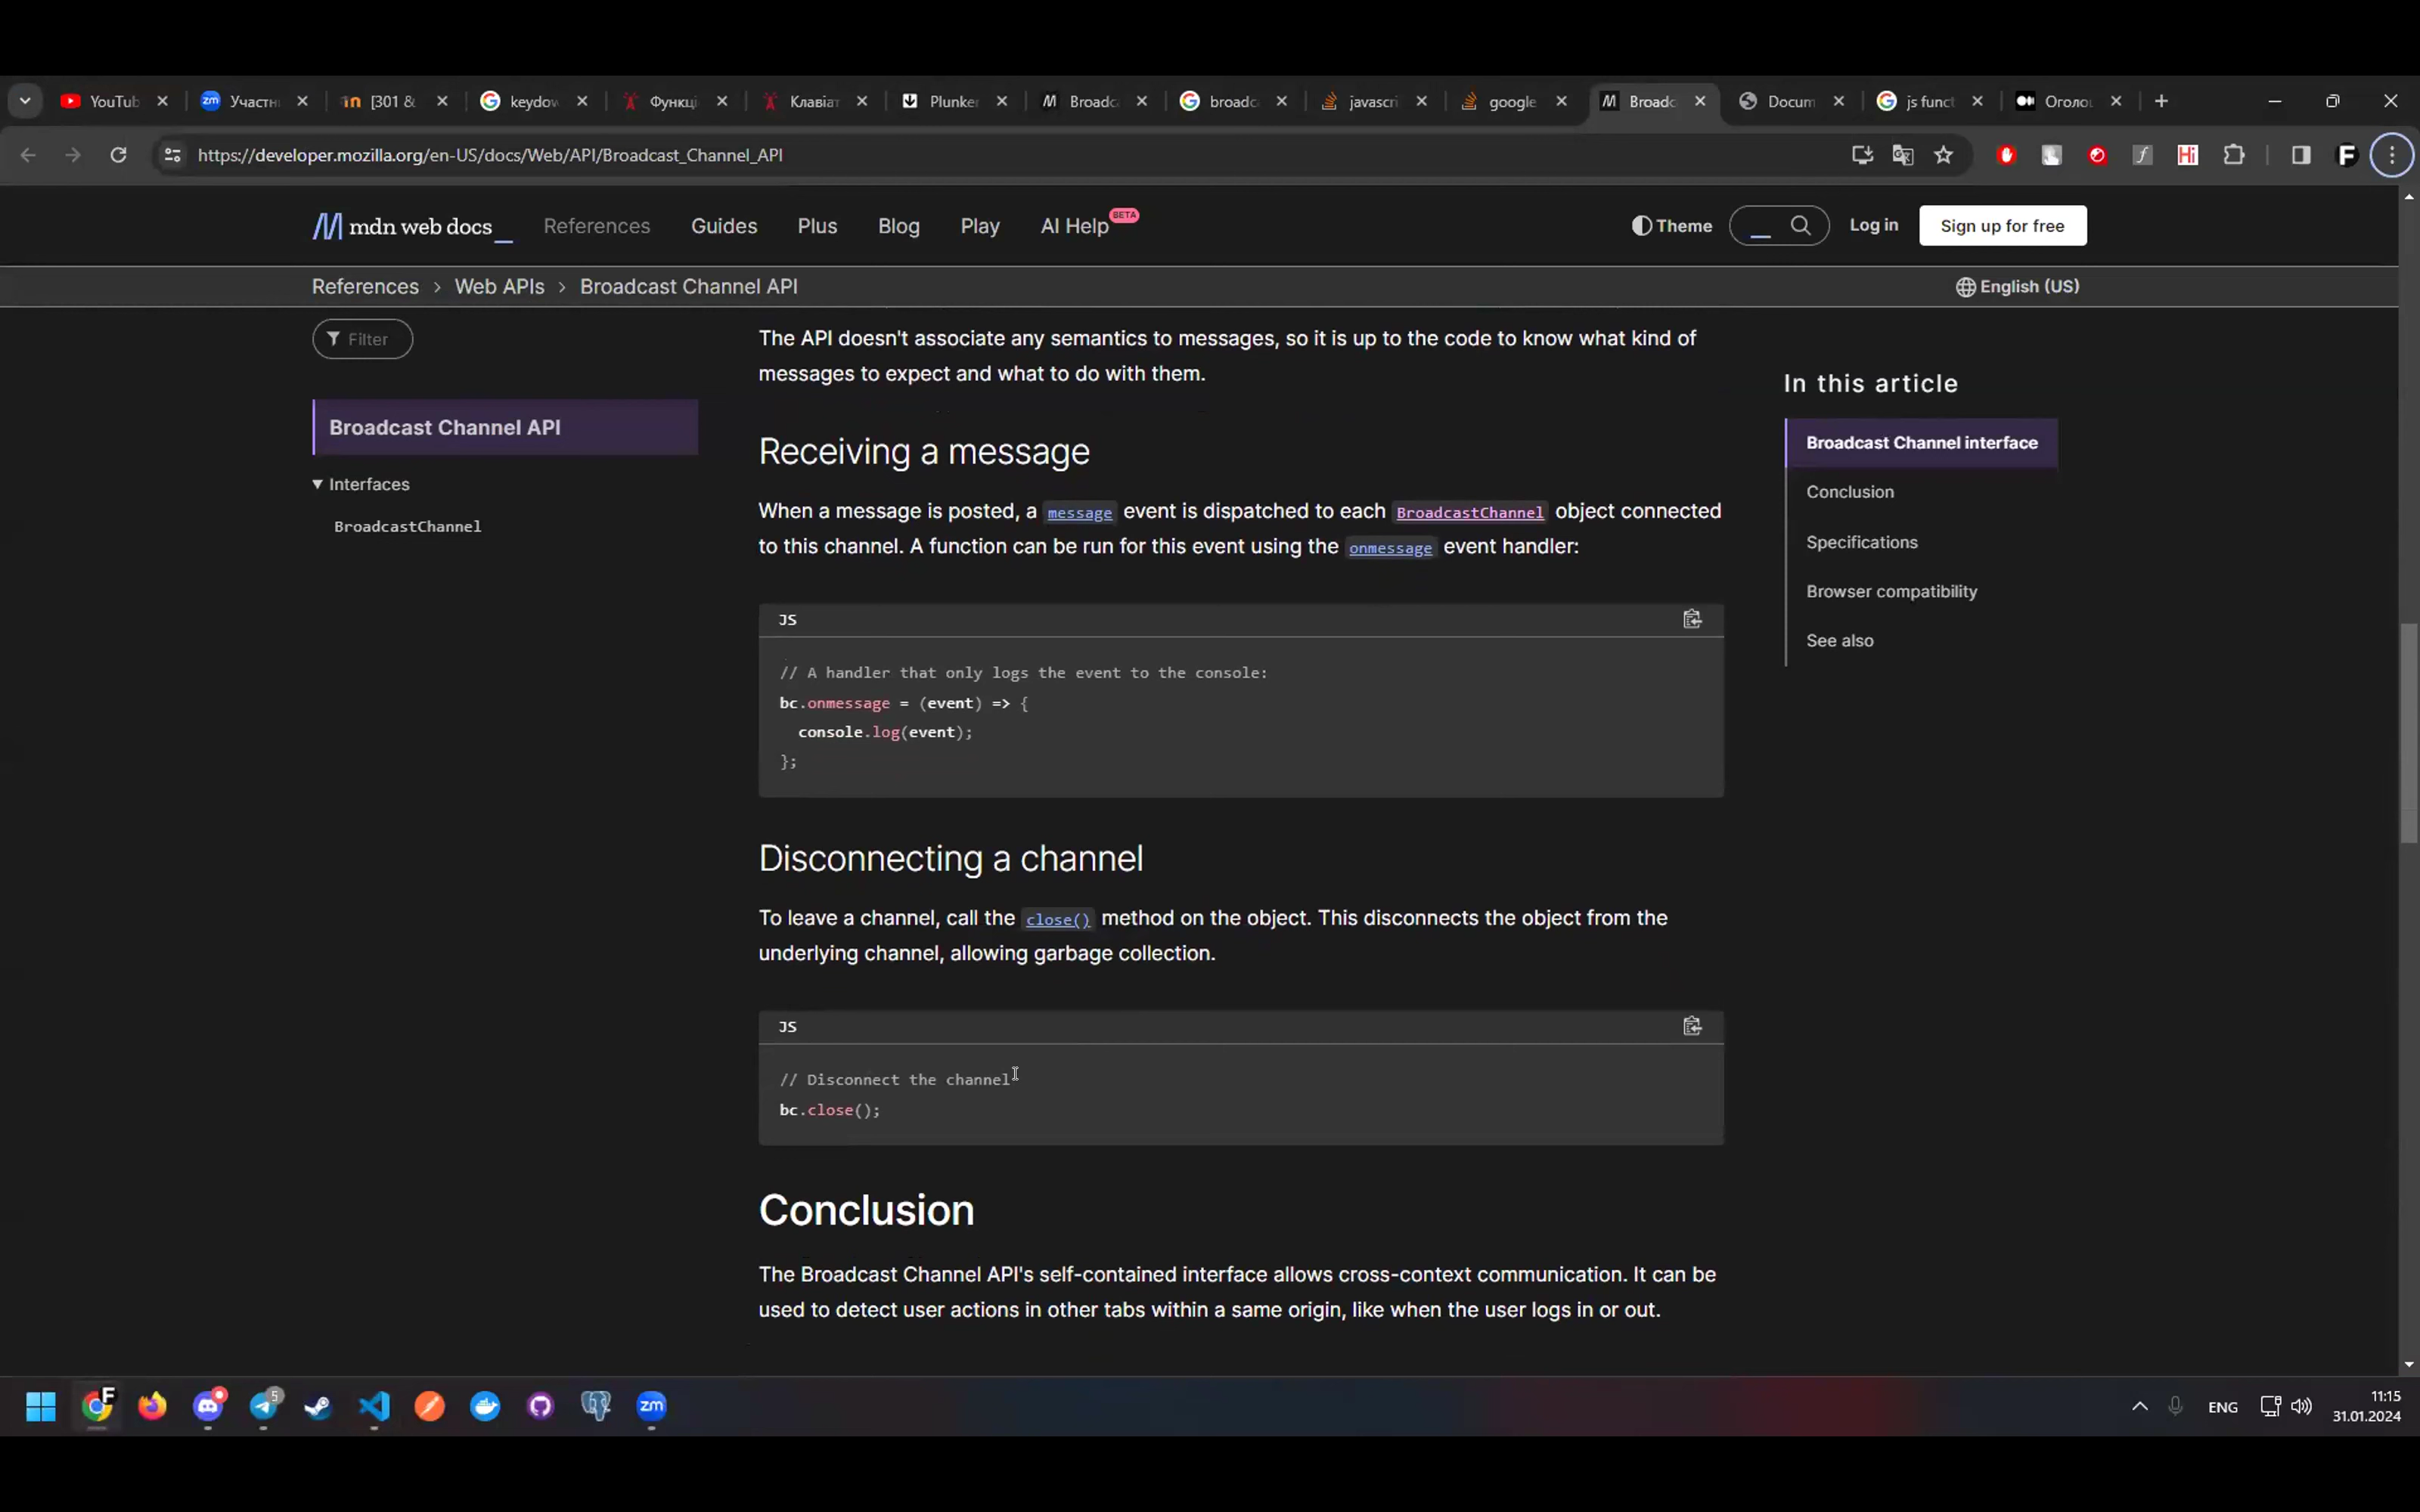 YouTub
Участн
[301 &
keydow
Функці
Клавіат
Plunker
Broadc
broadc
javascri
google
Broadc
Docum
js funct
Оголо
https://developer.mozilla.org/en-US/docs/Web/API/Broadcast_Channel_API
mdn web docs_
References
Guides
Plus
Blog
Play
AI Help BETA
Theme
Log in
Sign up for free
References > Web APIs > Broadcast Channel API
English (US)
Filter
Broadcast Channel API
Interfaces
BroadcastChannel
The API doesn't associate any semantics to messages, so it is up to the code to know what kind of
messages to expect and what to do with them.
Receiving a message
When a message is posted, a message event is dispatched to each BroadcastChannel object connected
to this channel. A function can be run for this event using the onmessage event handler:
JS
// A handler that only logs the event to the console:
bc.onmessage = (event) => {
console.log(event);
};
Disconnecting a channel
To leave a channel, call the close() method on the object. This disconnects the object from the
underlying channel, allowing garbage collection.
JS
// Disconnect the channel
bc.close();
Conclusion
The Broadcast Channel API's self-contained interface allows cross-context communication. It can be
used to detect user actions in other tabs within a same origin, like when the user logs in or out.
In this article
Broadcast Channel interface
Conclusion
Specifications
Browser compatibility
See also
5
zm
ENG
11:15
31.01.2024